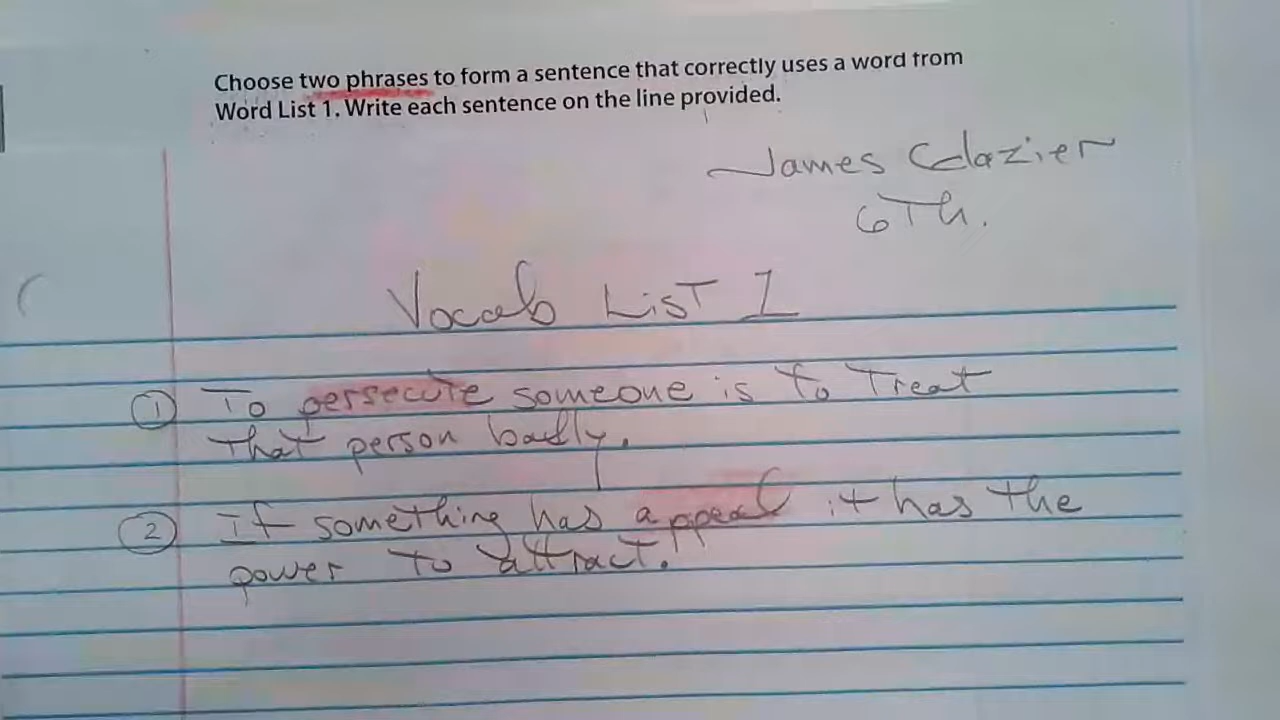 Choose two phrases to form a sentence that correctly uses a word from
Word List 1. Write each sentence on the line provided.
James Glazier
6Th.
Vocab List 1
1 To persecute someone is to Treat
that person badly.
2 If something has appeal it has the
power to attract.